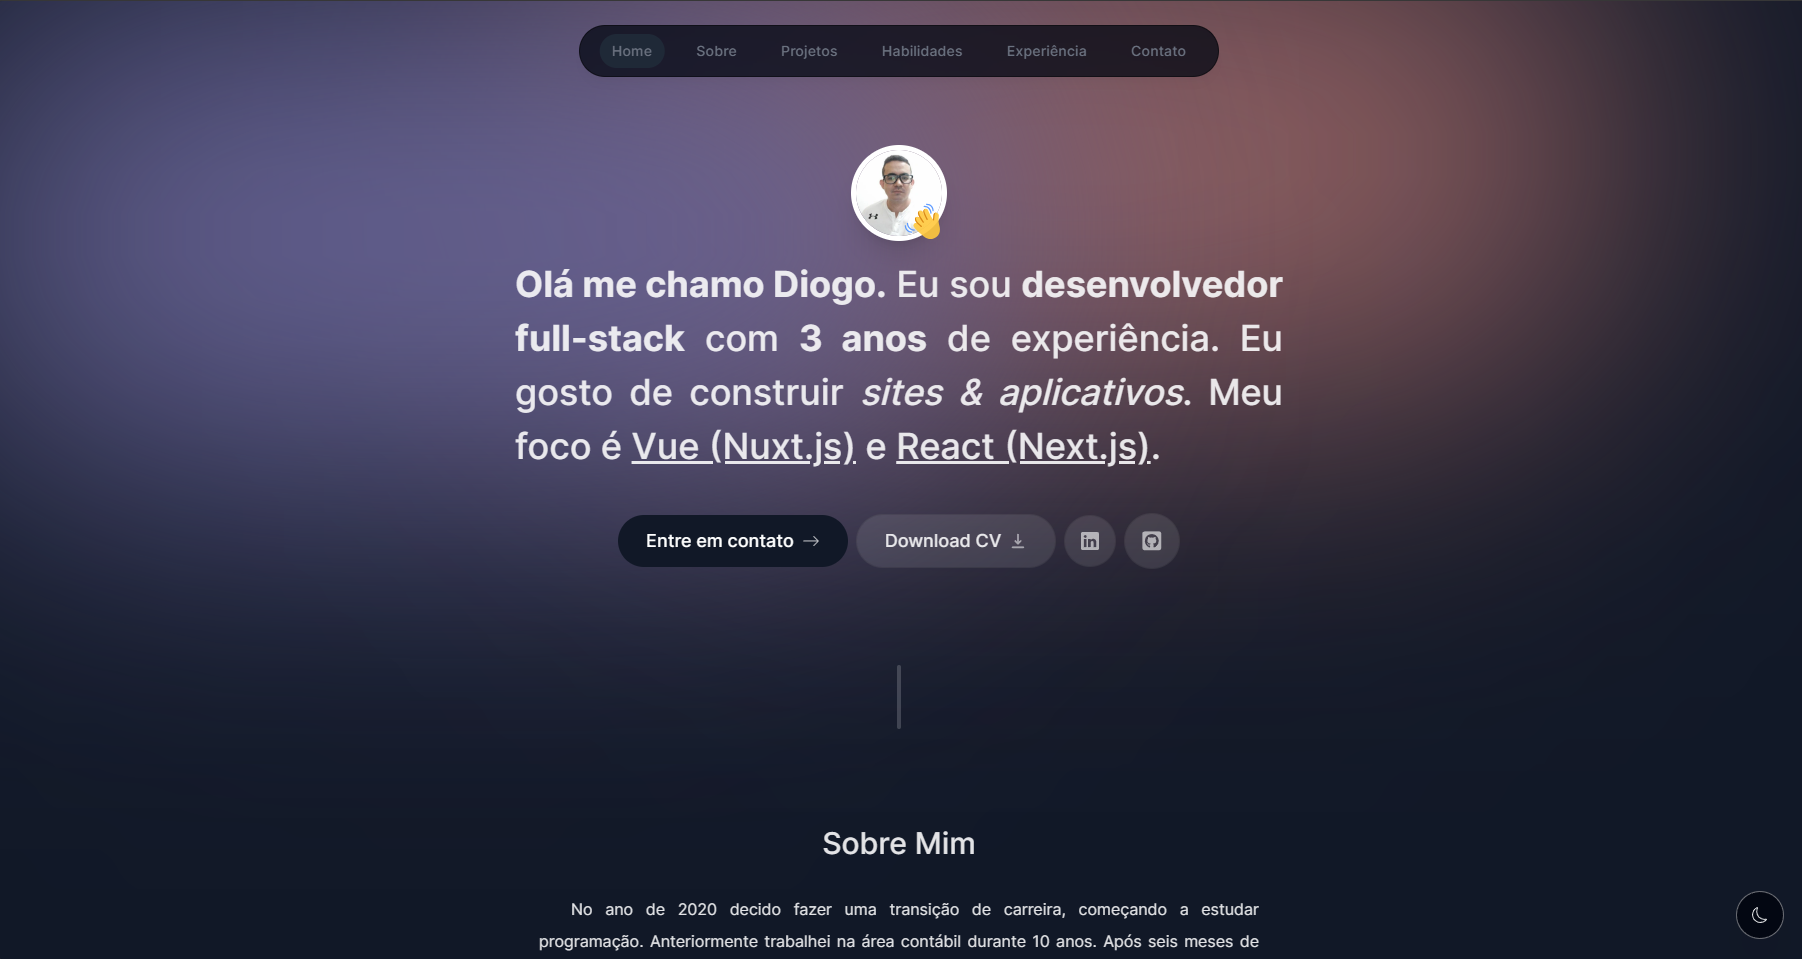 Home Sobre Projetos Habilidades Experiência Contato
Olá me chamo Diogo. Eu sou desenvolvedor
full-stack com 3 anos de experiência. Eu
gosto de construir sites & aplicativos. Meu
foco é Vue (Nuxt.js) e React (Next.js).
Entre em contato Download CV
Sobre Mim
No ano de 2020 decido fazer uma transição de carreira, começando a estudar
programação. Anteriormente trabalhei na área contábil durante 10 anos. Após seis meses de